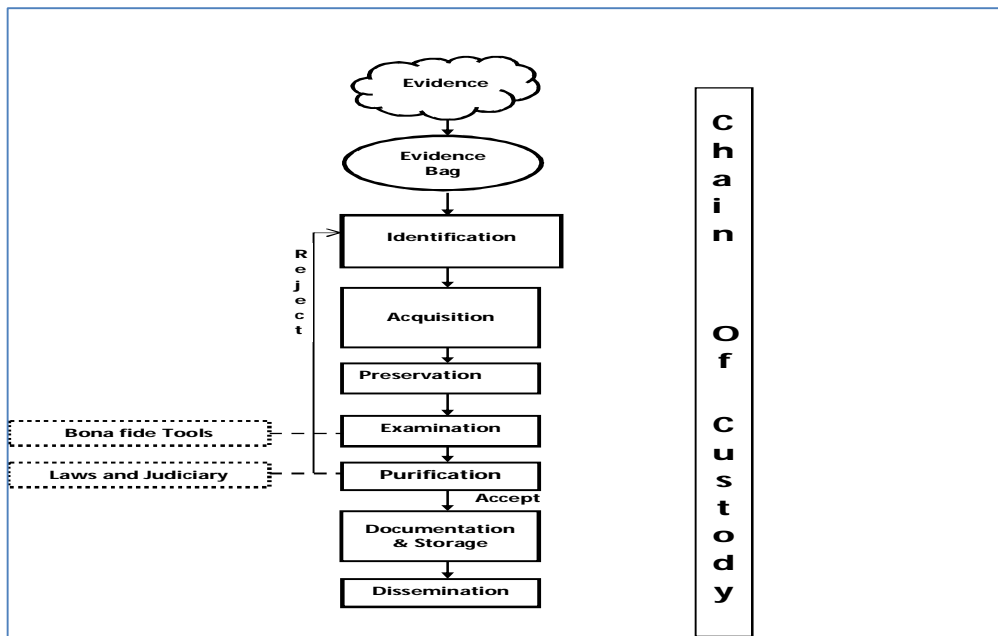 Evidence
Evidence
Bag
Identification
Reject
Acquisition
Preservation
Examination
Bona fide Tools
Purification
Laws and Judiciary
Accept
Documentation
& Storage
Dissemination
Chain Of Custody